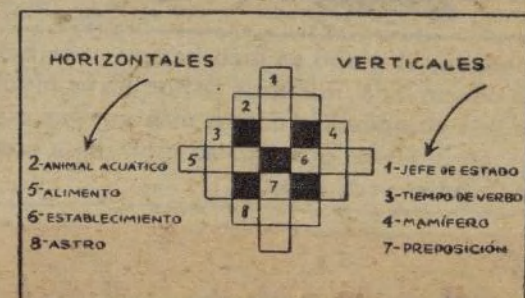 HORIZONTALES
2-ANIMAL ACUÁTICO
5-ALIMENTO
6-ESTABLECIMIENTO
8-ASTRO
1
2
3 4
5 6
7
8
VERTICALES
1-JEFE DE ESTADO
3-TIEMPO DE VERBO
4-MAMÍFERO
7-PREPOSICIÓN